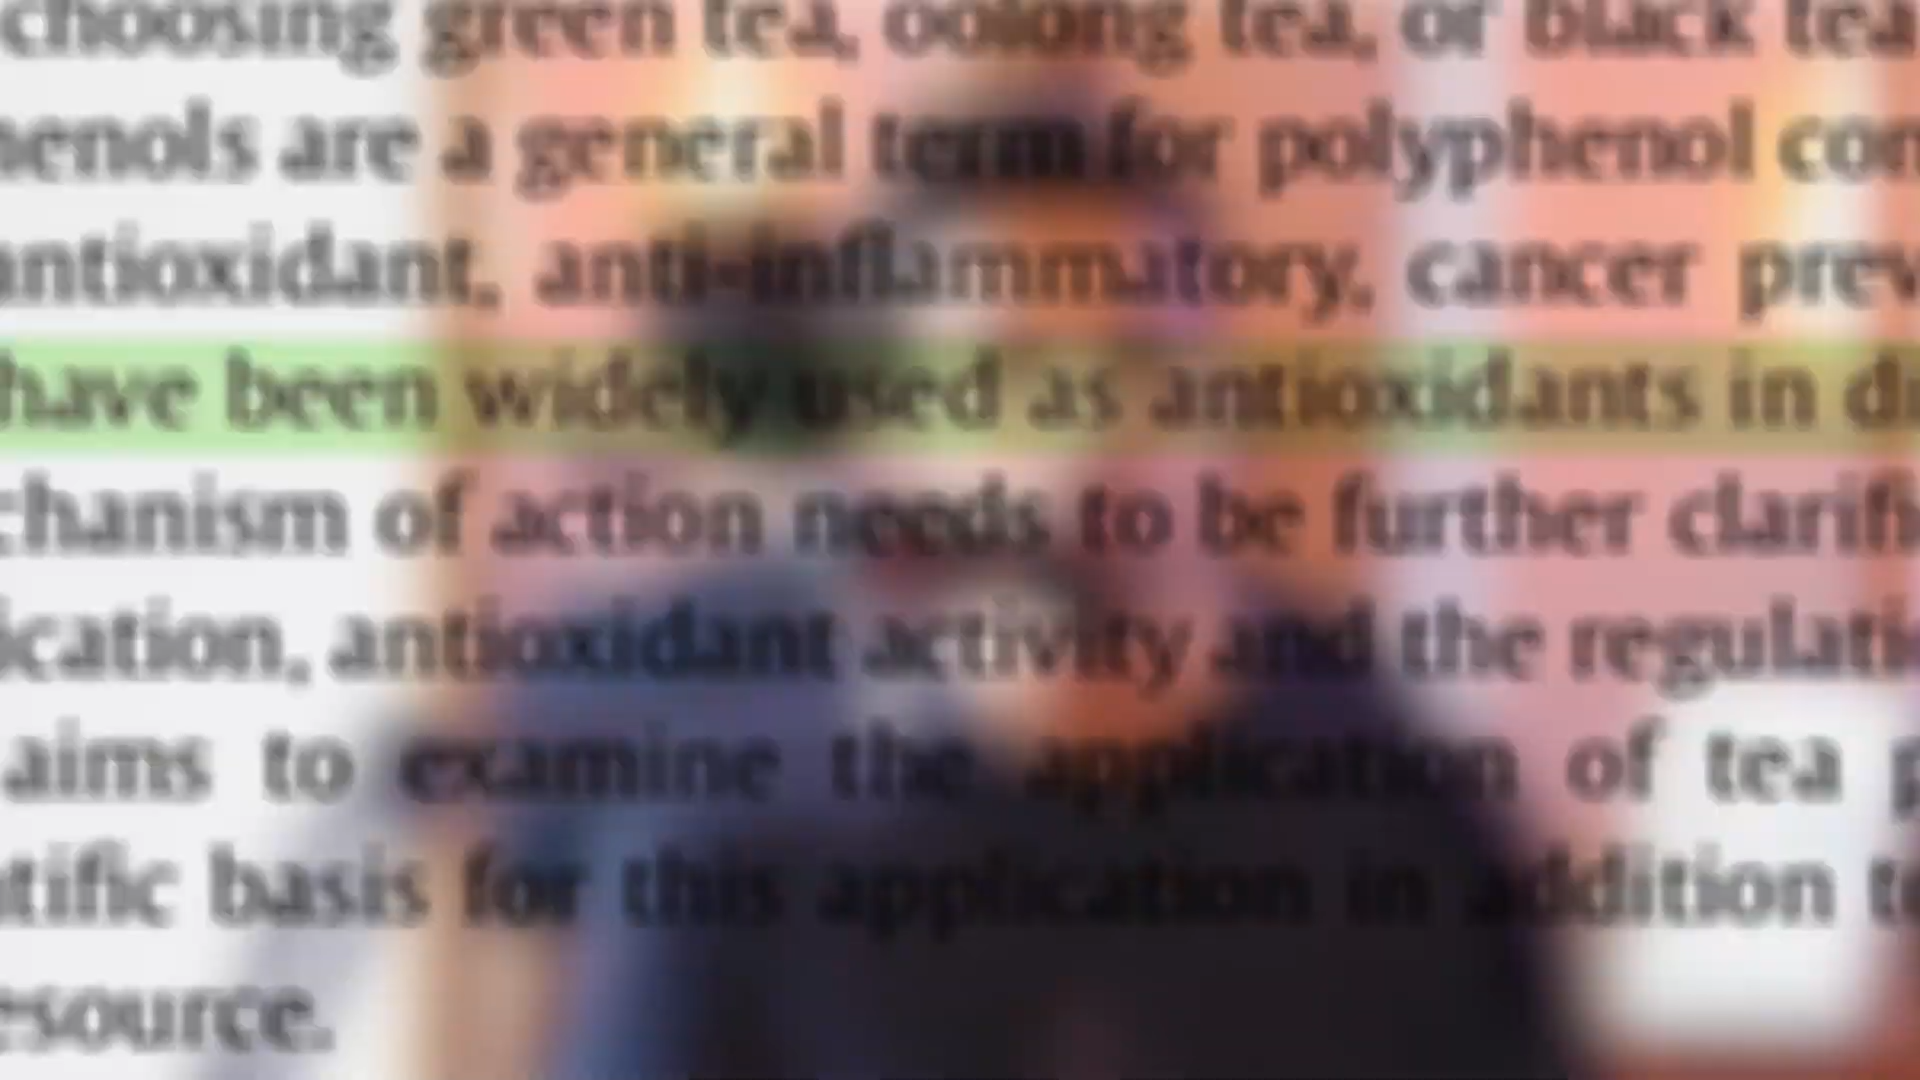 choosing green tea, oolong tea, or black tea
henols are a general term for polyphenol con
antioxidant, anti-inflammatory, cancer prev
have been widely used as antioxidants in d
chanism of action needs to be further clarifi
ication, antioxidant activity and the regulati
aims to examine the application of tea p
tific basis for this application in addition t
esource.